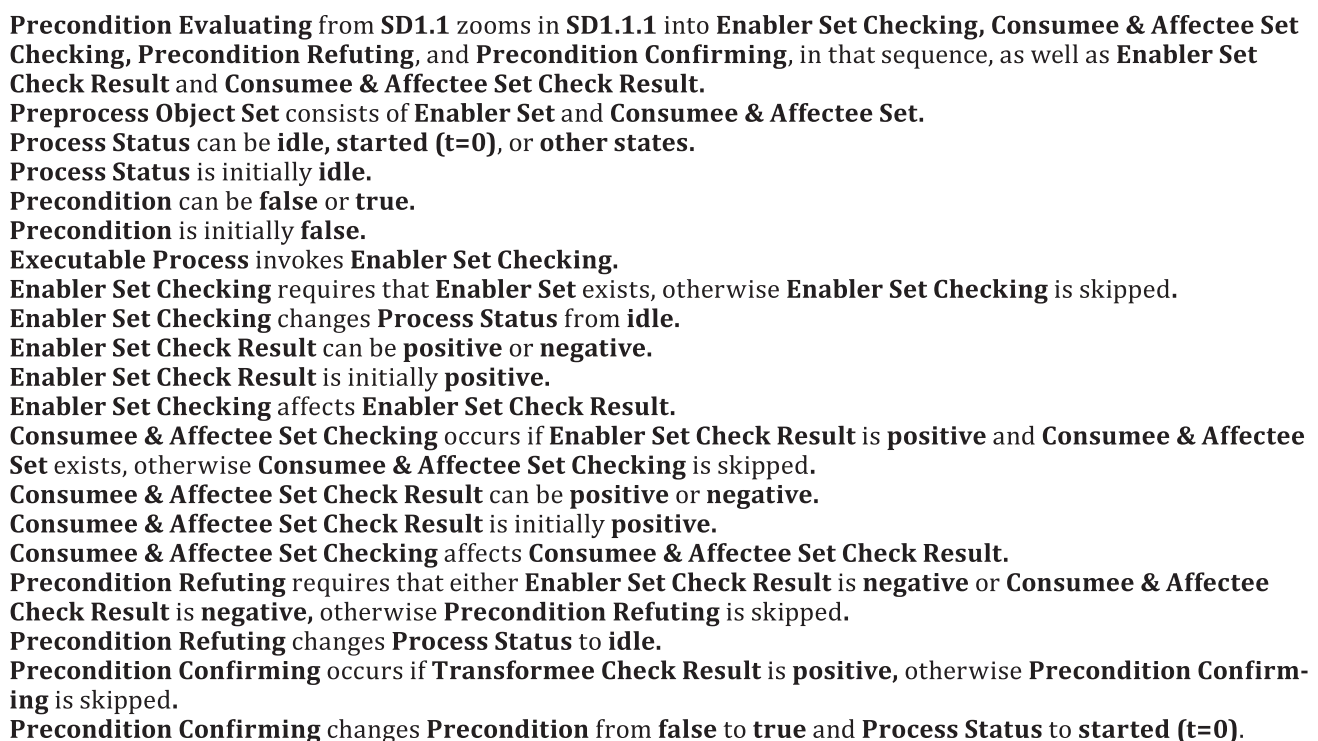 Precondition Evaluating from SD1.1 zooms in SD1.1.1 into Enabler Set Checking, Consumee & Affectee Set
Checking, Precondition Refuting, and Precondition Confirming, in that sequence, as well as Enabler Set
Check Result and Consumee & Affectee Set Check Result.
Preprocess Object Set consists of Enabler Set and Consumee & Affectee Set.
Process Status can be idle, started (t=0), or other states.
Process Status is initially idle.
Precondition can be false or true.
Precondition is initially false.
Executable Process invokes Enabler Set Checking.
Enabler Set Checking requires that Enabler Set exists, otherwise Enabler Set Checking is skipped.
Enabler Set Checking changes Process Status from idle.
Enabler Set Check Result can be positive or negative.
Enabler Set Check Result is initially positive.
Enabler Set Checking affects Enabler Set Check Result.
Consumee & Affectee Set Checking occurs if Enabler Set Check Result is positive and Consumee & Affectee
Set exists, otherwise Consumee & Affectee Set Checking is skipped.
Consumee & Affectee Set Check Result can be positive or negative.
Consumee & Affectee Set Check Result is initially positive.
Consumee & Affectee Set Checking affects Consumee & Affectee Set Check Result.
Precondition Refuting requires that either Enabler Set Check Result is negative or Consumee & Affectee
Check Result is negative, otherwise Precondition Refuting is skipped.
Precondition Refuting changes Process Status to idle.
Precondition Confirming occurs if Transformee Check Result is positive, otherwise Precondition Confirm-
ing is skipped.
Precondition Confirming changes Precondition from false to true and Process Status to started (t=0).